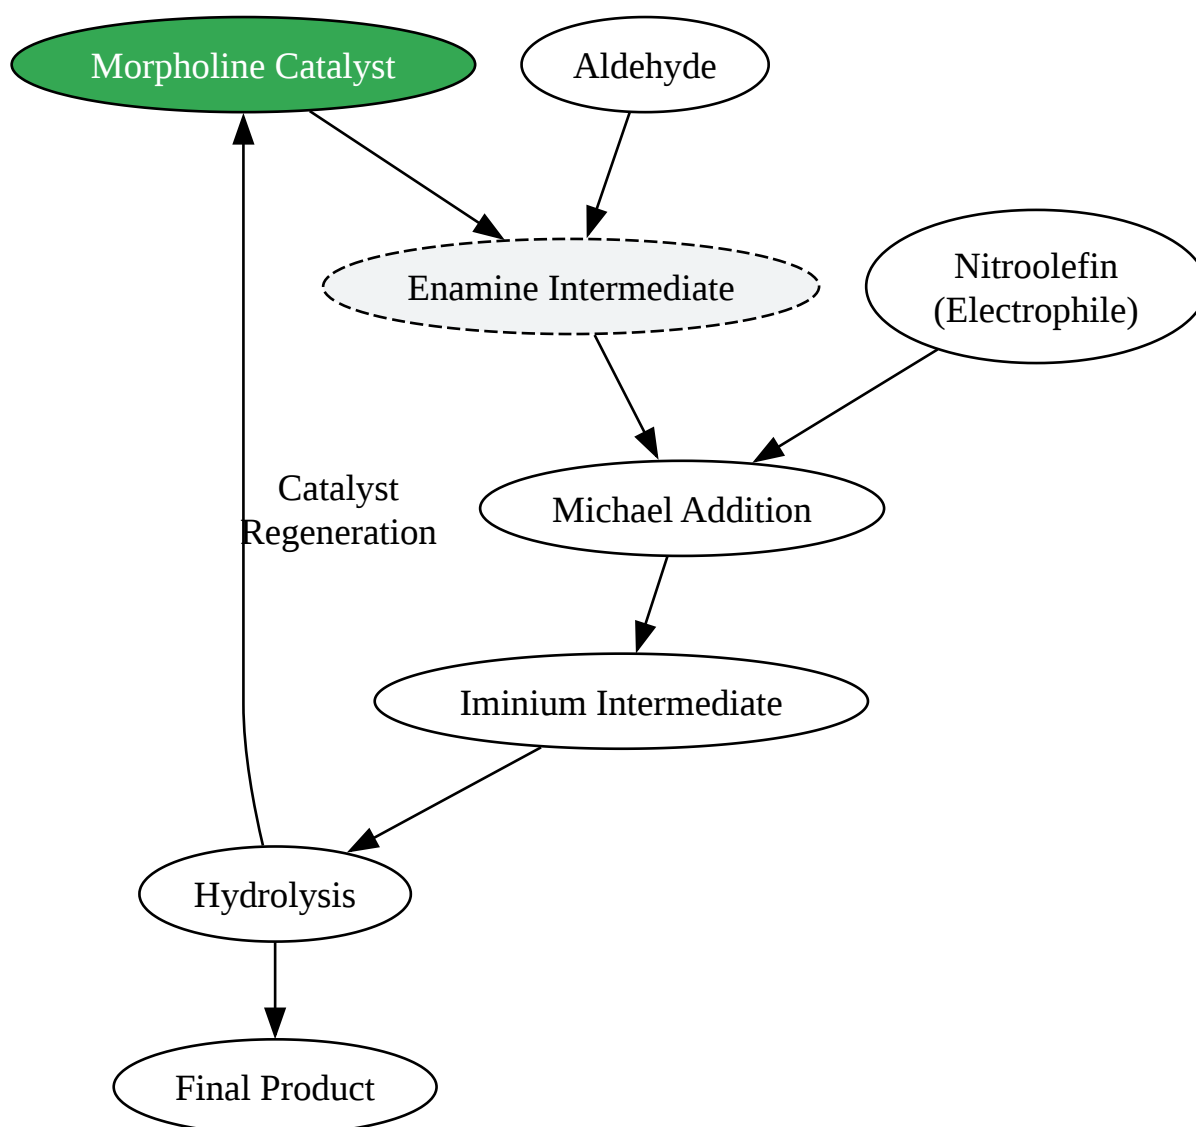 Morpholine Catalyst
Aldehyde
Enamine Intermediate
Nitroolefin
(Electrophile)
Catalyst
Regeneration
Michael Addition
Iminium Intermediate
Hydrolysis
Final Product